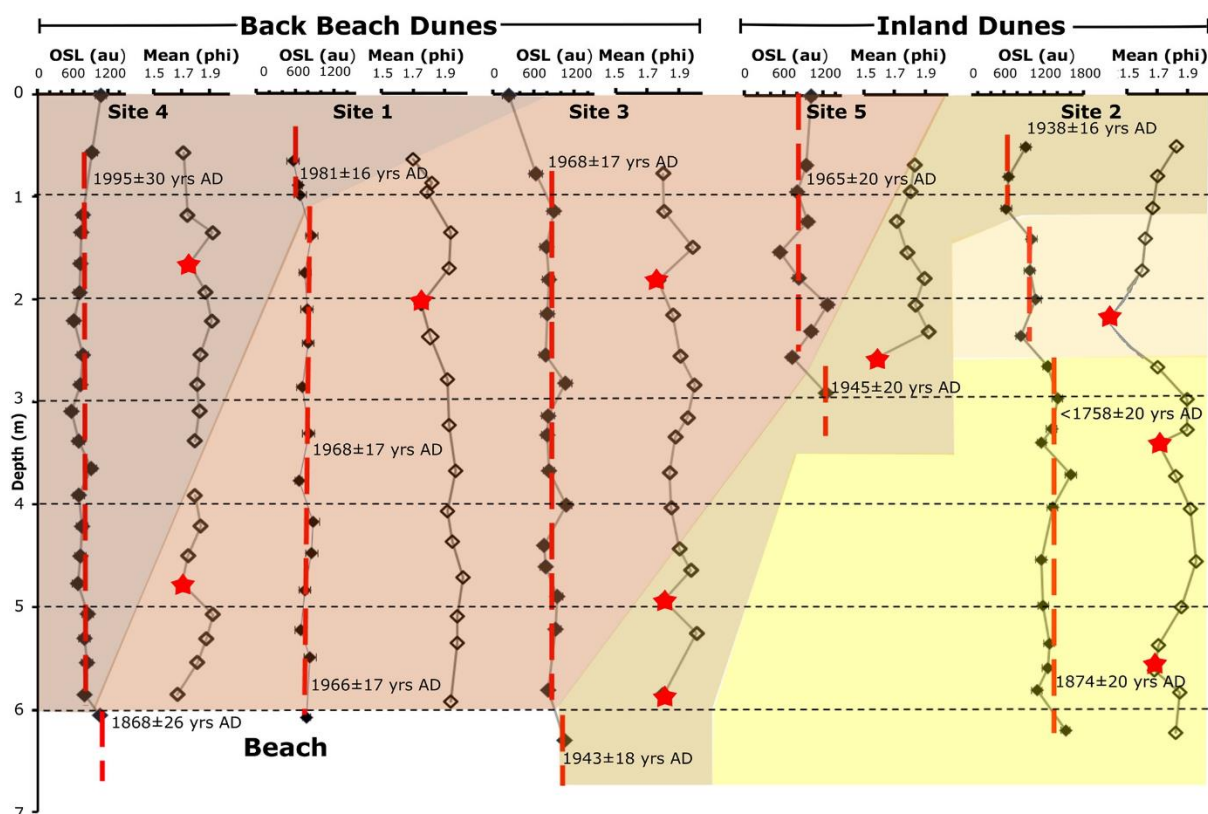 Back Beach Dunes Inland Dunes
OSL (au) Mean (phi) OSL (au) Mean (phi) OSL (au) Mean (phi) OSL (au) Mean (phi) OSL (au) Mean (phi)
0 600 1200 1.5 1.7 1.9 0 600 1200 1.5 1.7 1.9 0 600 1200 1.5 1.7 1.9 0 600 1200 1.5 1.7 1.9 0 600 1200 1800 1.5 1.7 1.9
0
Site 4 Site 1 Site 3 Site 5 Site 2
1938±16 yrs AD
1968±17 yrs AD
1995±30 yrs AD 1981±16 yrs AD 1965±20 yrs AD
1
2
1945±20 yrs AD
3
<1758±20 yrs AD
1968±17 yrs AD
Depth (m)
4
5
1966±17 yrs AD 1874±20 yrs AD
6
1868±26 yrs AD
Beach
1943±18 yrs AD
7